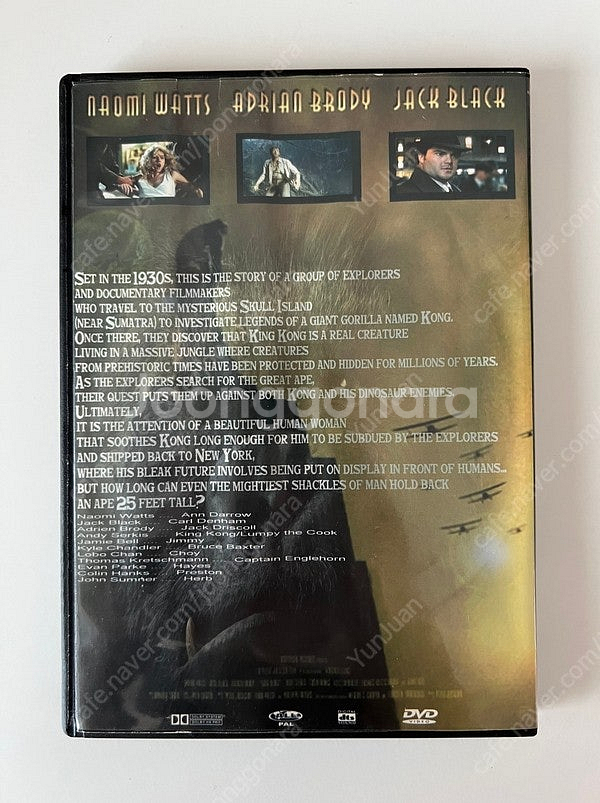 NAOMI WATTS ADRIAN BRODY JACK BLACK
SET IN THE 1930S, THIS IS THE STORY OF A GROUP OF EXPLORERS
AND DOCUMENTARY FILMMAKERS
WHO TRAVEL TO THE MYSTERIOUS SKULL ISLAND
(NEAR SUMATRA) TO INVESTIGATE LEGENDS OF A GIANT GORILLA NAMED KONG.
ONCE THERE, THEY DISCOVER THAT KING KONG IS A REAL CREATURE
LIVING IN A MASSIVE JUNGLE WHERE CREATURES
FROM PREHISTORIC TIMES HAVE BEEN PROTECTED AND HIDDEN FOR MILLIONS OF YEARS.
AS THE EXPLORERS SEARCH FOR THE GREAT APE,
THEIR QUEST PUTS THEM UP AGAINST BOTH KONG AND HIS DINOSAUR ENEMIES.
ULTIMATELY,
IT IS THE ATTENTION OF A BEAUTIFUL HUMAN WOMAN
THAT SOOTHES KONG LONG ENOUGH FOR HIM TO BE SUBDUED BY THE EXPLORERS
AND SHIPPED BACK TO NEW YORK,
WHERE HIS BLEAK FUTURE INVOLVES BEING PUT ON DISPLAY IN FRONT OF HUMANS...
BUT HOW LONG CAN EVEN THE MIGHTIEST SHACKLES OF MAN HOLD BACK
AN APE 25 FEET TALL?
Naomi Watts Ann Darrow
Jack Black Carl Denham
Adrien Brody Jack Driscoll
Andy Serkis King Kong/Lumpy the Cook
Jamie Bell Jimmy
Kyle Chandler Bruce Baxter
Lobo Chan Choy
Thomas Kretschmann Captain Englehorn
Evan Parke Hayes
Colin Hanks Preston
John Sumner Herb
PAL
DIGITAL
dts
DVD
VIDEO
joonggonara
YunJuan
cafe.naver.com/joonggonara